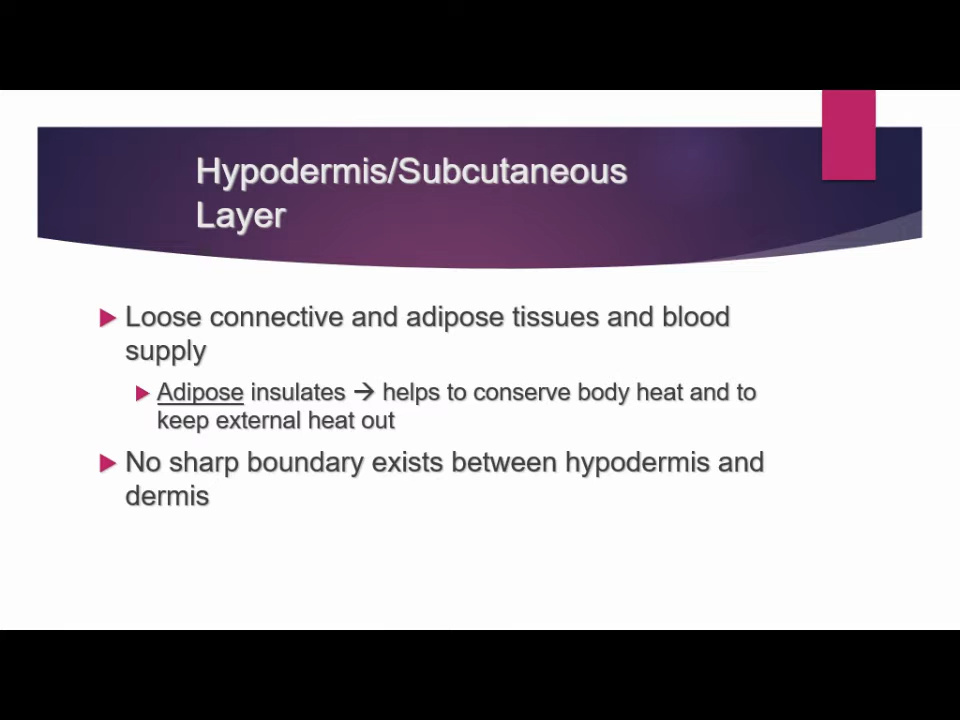 Hypodermis/Subcutaneous
Layer
Loose connective and adipose tissues and blood
supply
Adipose insulates → helps to conserve body heat and to
keep external heat out
No sharp boundary exists between hypodermis and
dermis